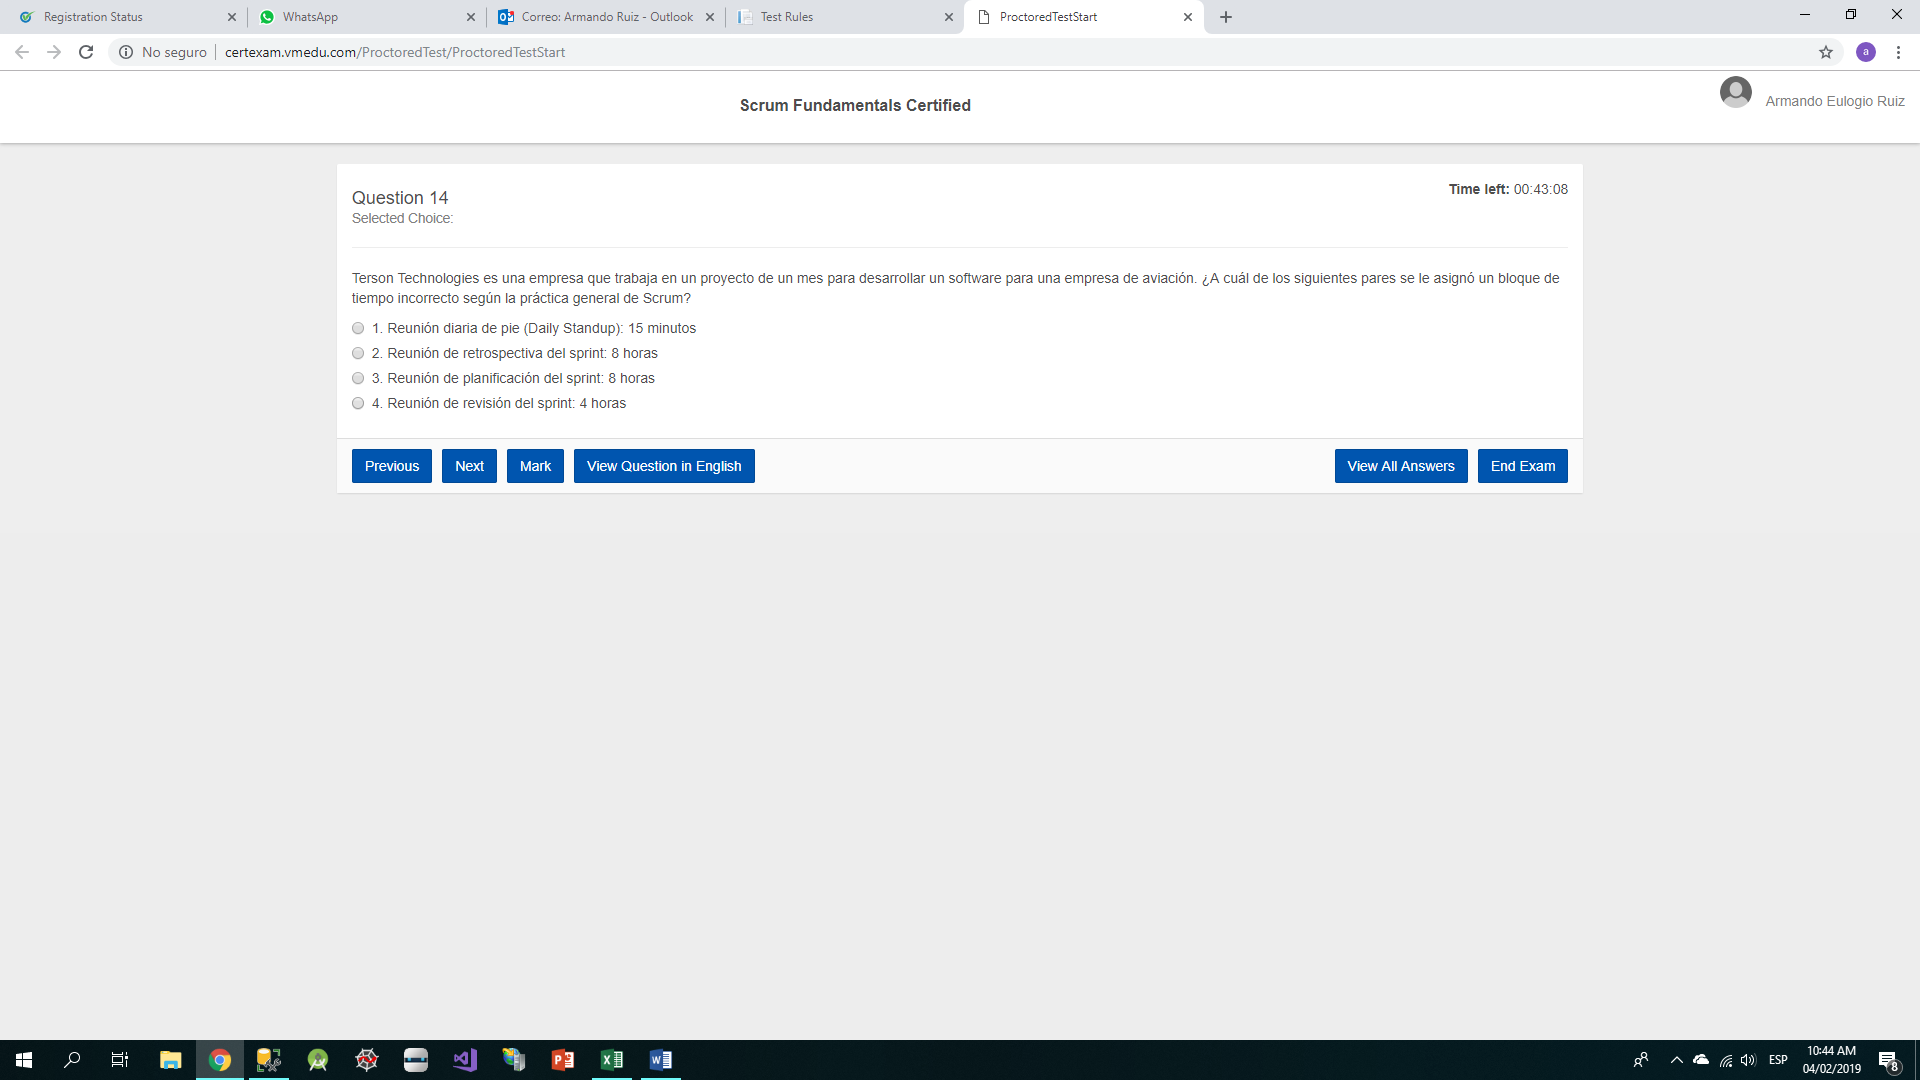 Registration Status
WhatsApp
Correo: Armando Ruiz - Outlook
Test Rules
ProctoredTestStart
No seguro
certexam.vmedu.com/ProctoredTest/ProctoredTestStart
a
Scrum Fundamentals Certified
Armando Eulogio Ruiz
Question 14
Time left: 00:43:08
Selected Choice:
Terson Technologies es una empresa que trabaja en un proyecto de un mes para desarrollar un software para una empresa de aviación. ¿A cuál de los siguientes pares se le asignó un bloque de
tiempo incorrecto según la práctica general de Scrum?
1. Reunión diaria de pie (Daily Standup): 15 minutos
2. Reunión de retrospectiva del sprint: 8 horas
3. Reunión de planificación del sprint: 8 horas
4. Reunión de revisión del sprint: 4 horas
Previous
Next
Mark
View Question in English
View All Answers
End Exam
ESP
10:44 AM
04/02/2019
8